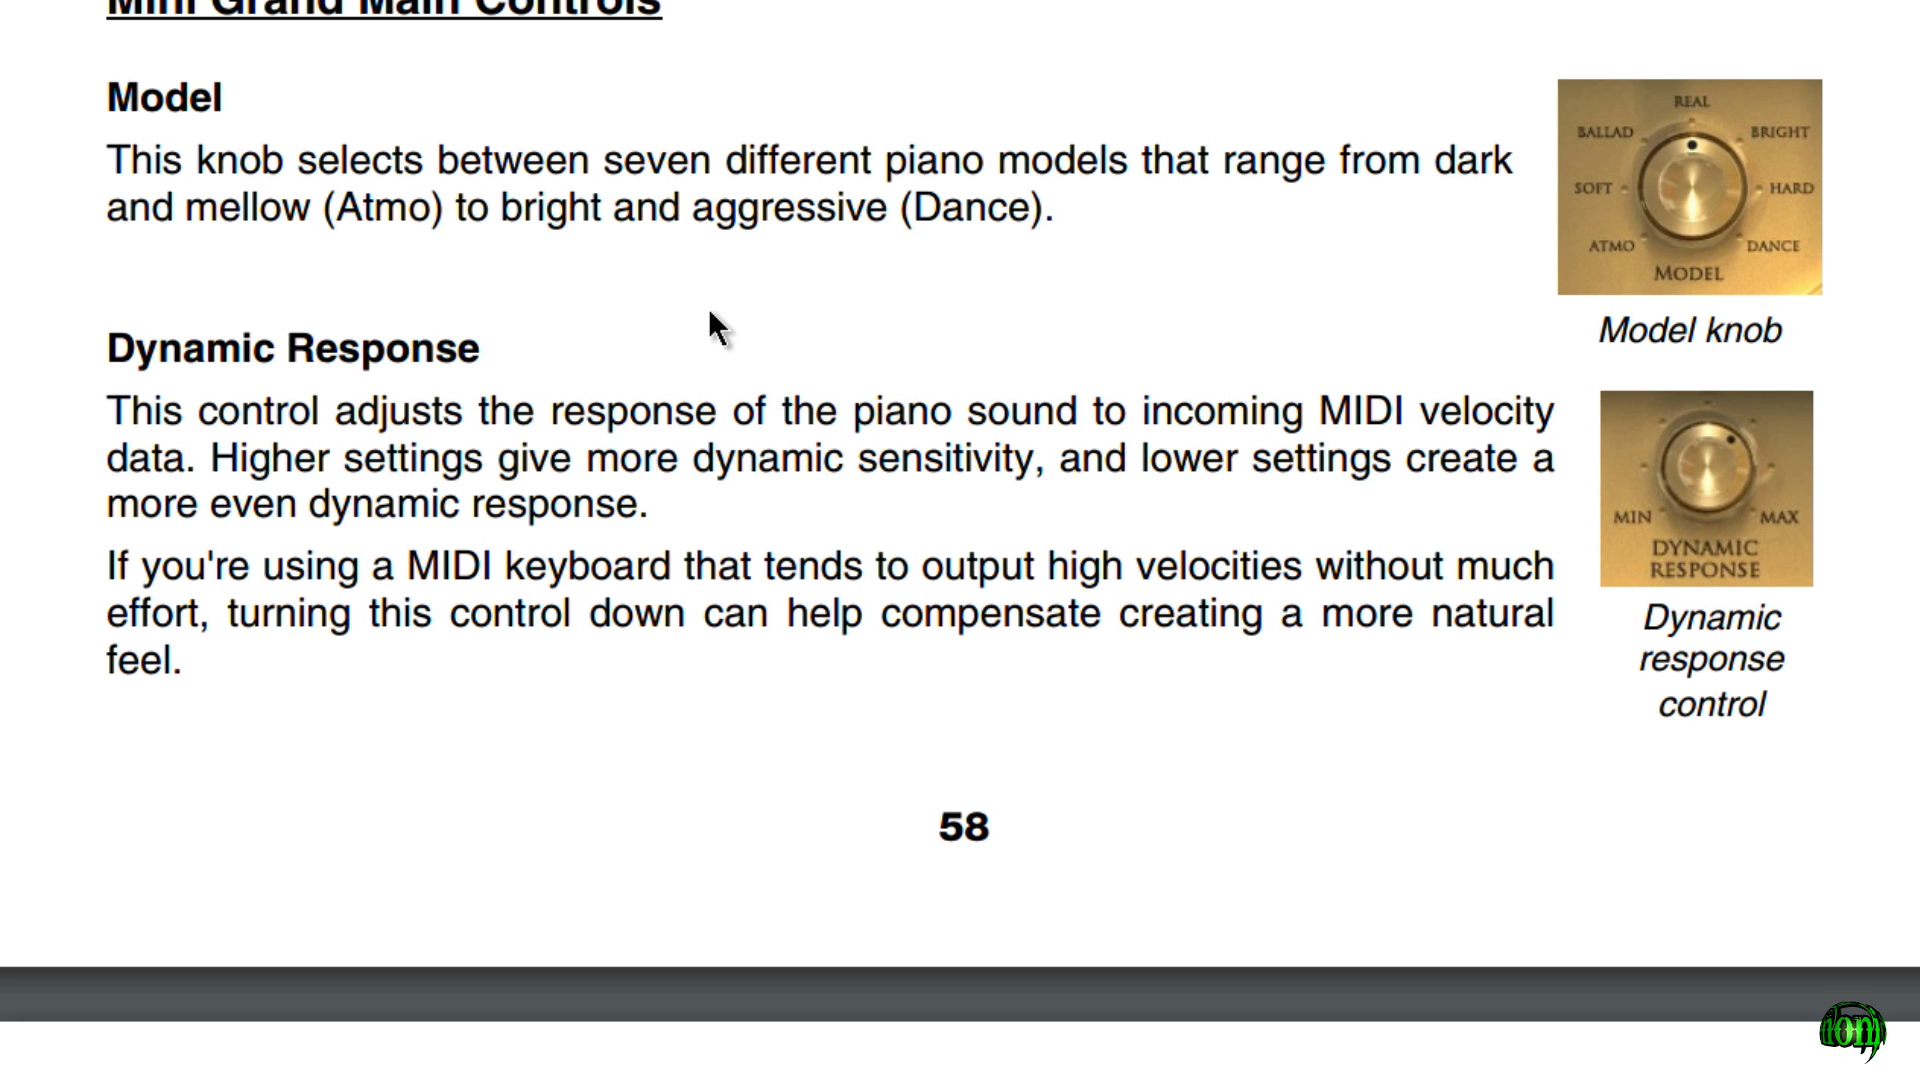 Mini Grand Main Controls
Model
This knob selects between seven different piano models that range from dark
and mellow (Atmo) to bright and aggressive (Dance).
REAL
BALLAD
BRIGHT
SOFT
HARD
ATMO
DANCE
MODEL
Model knob
Dynamic Response
This control adjusts the response of the piano sound to incoming MIDI velocity
data. Higher settings give more dynamic sensitivity, and lower settings create a
more even dynamic response.
If you're using a MIDI keyboard that tends to output high velocities without much
effort, turning this control down can help compensate creating a more natural
feel.
MIN
MAX
DYNAMIC
RESPONSE
Dynamic
response
control
58